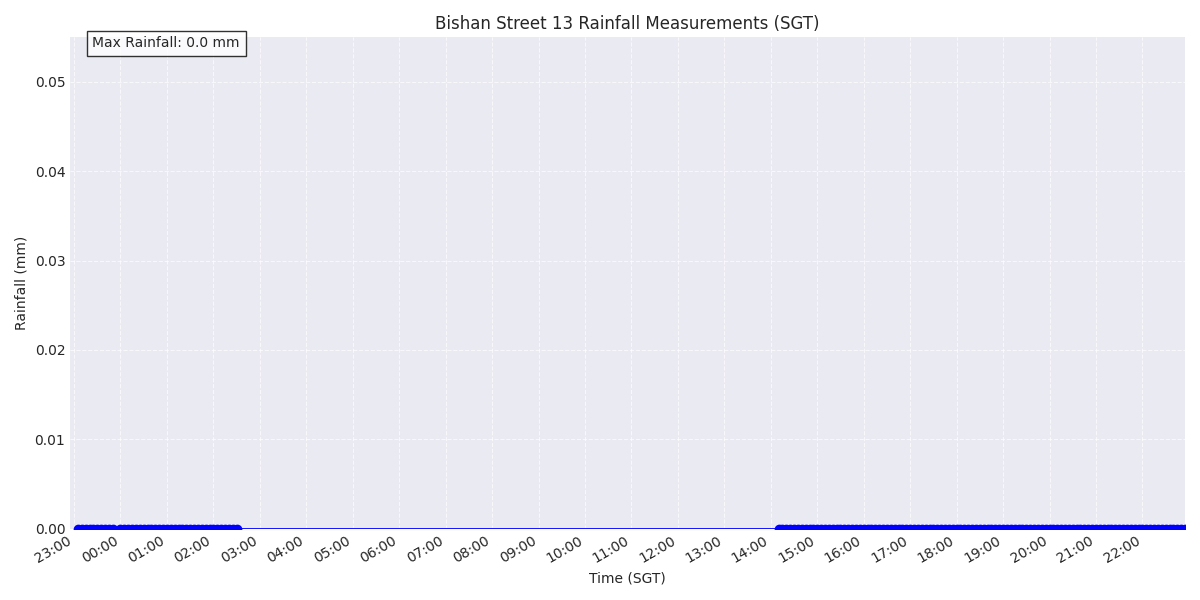 Bishan Street 13 Rainfall Measurements (SGT)
Max Rainfall: 0.0 mm
0.05
0.04
0.03
0.02
0.01
0.00
Rainfall (mm)
23:00 00:00 01:00 02:00 03:00 04:00 05:00 06:00 07:00 08:00 09:00 10:00 11:00 12:00 13:00 14:00 15:00 16:00 17:00 18:00 19:00 20:00 21:00 22:00
Time (SGT)